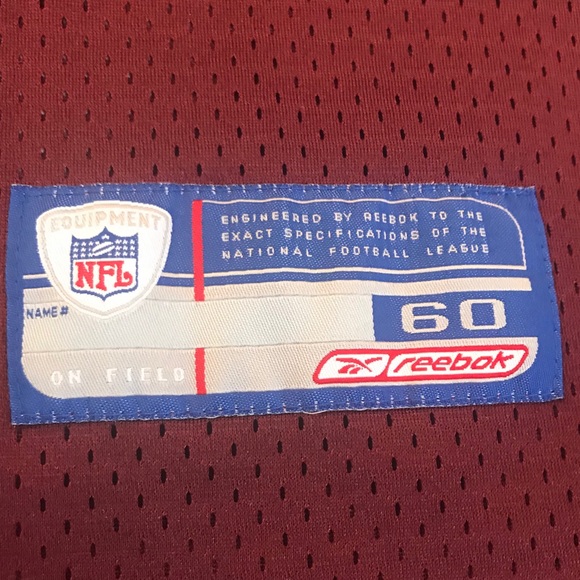 EQUIPMENT
NFL
ENGINEERED BY REEBOK TO THE
EXACT SPECIFICATIONS OF THE
NATIONAL FOOTBALL LEAGUE
NAME#
60
ON FIELD
Reebok